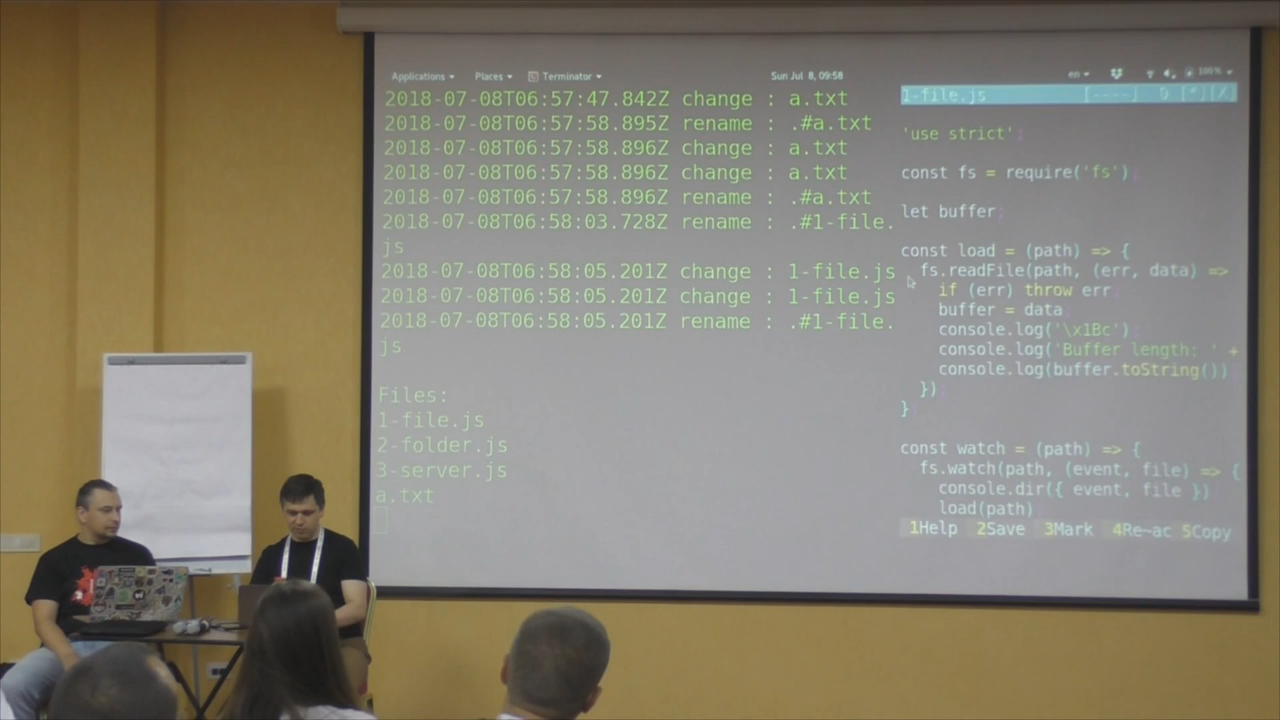 Applications Places Terminator Sun Jul 8, 09:58 en 100%
2018-07-08T06:57:47.842Z change : a.txt
2018-07-08T06:57:58.895Z rename : .#a.txt
2018-07-08T06:57:58.896Z change : a.txt
2018-07-08T06:57:58.896Z change : a.txt
2018-07-08T06:57:58.896Z rename : .#a.txt
2018-07-08T06:58:03.728Z rename : .#1-file.
js
2018-07-08T06:58:05.201Z change : 1-file.js
2018-07-08T06:58:05.201Z change : 1-file.js
2018-07-08T06:58:05.201Z rename : .#1-file.
js
Files:
1-file.js
2-folder.js
3-server.js
a.txt
1-file.js [----] 0 [*][X]
'use strict';
const fs = require('fs');
let buffer;
const load = (path) => {
fs.readFile(path, (err, data) =>
if (err) throw err;
buffer = data;
console.log('\x1Bc');
console.log('Buffer length: ' +
console.log(buffer.toString());
});
}
const watch = (path) => {
fs.watch(path, (event, file) => {
console.dir({ event, file })
load(path)
1Help 2Save 3Mark 4Re~ac 5Copy